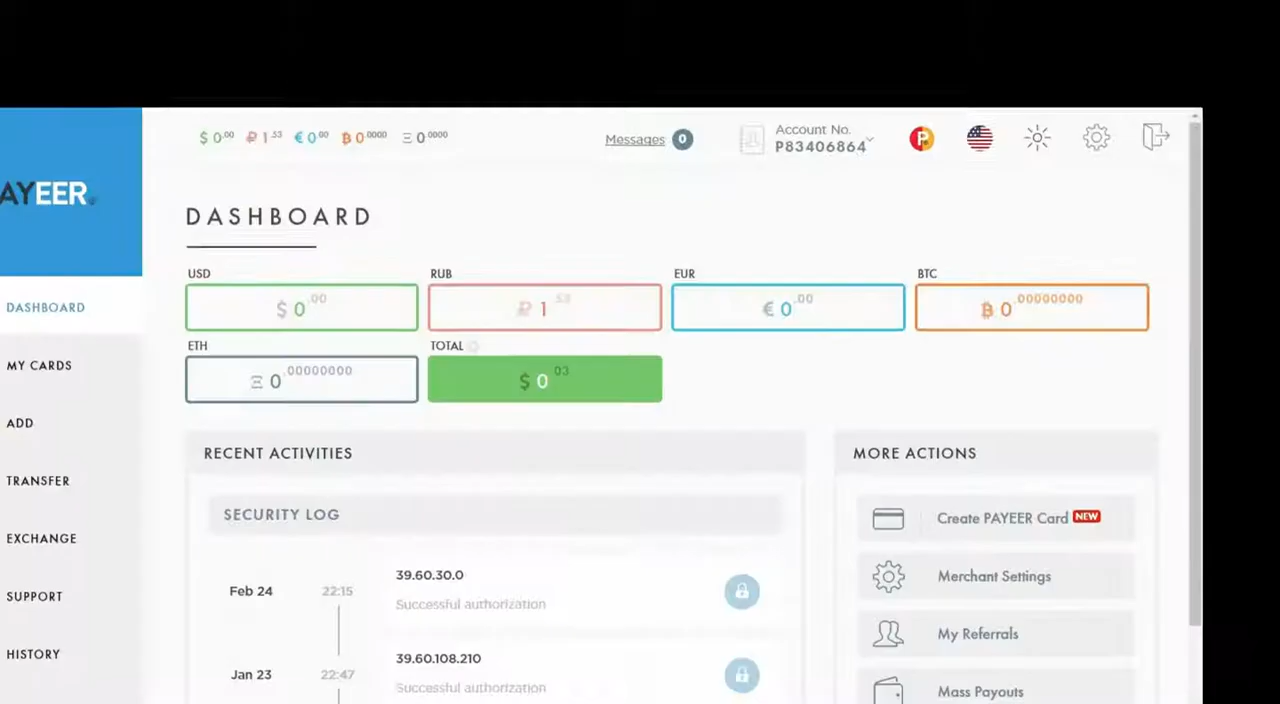 $ 0.00 ₽ 1.53 € 0.00 ₿ 0.0000 Ξ 0.0000
Messages 0
Account No.
P83406864
AYEER
DASHBOARD
USD RUB EUR BTC
$ 0.00 ₽ 1.53 € 0.00 ₿ 0.00000000
ETH TOTAL
Ξ 0.00000000 $ 0.03
DASHBOARD
MY CARDS
ADD
TRANSFER
EXCHANGE
SUPPORT
HISTORY
RECENT ACTIVITIES
SECURITY LOG
Feb 24 22:15 39.60.30.0
Successful authorization
Jan 23 22:47 39.60.108.210
Successful authorization
MORE ACTIONS
Create PAYEER Card NEW
Merchant Settings
My Referrals
Mass Payouts